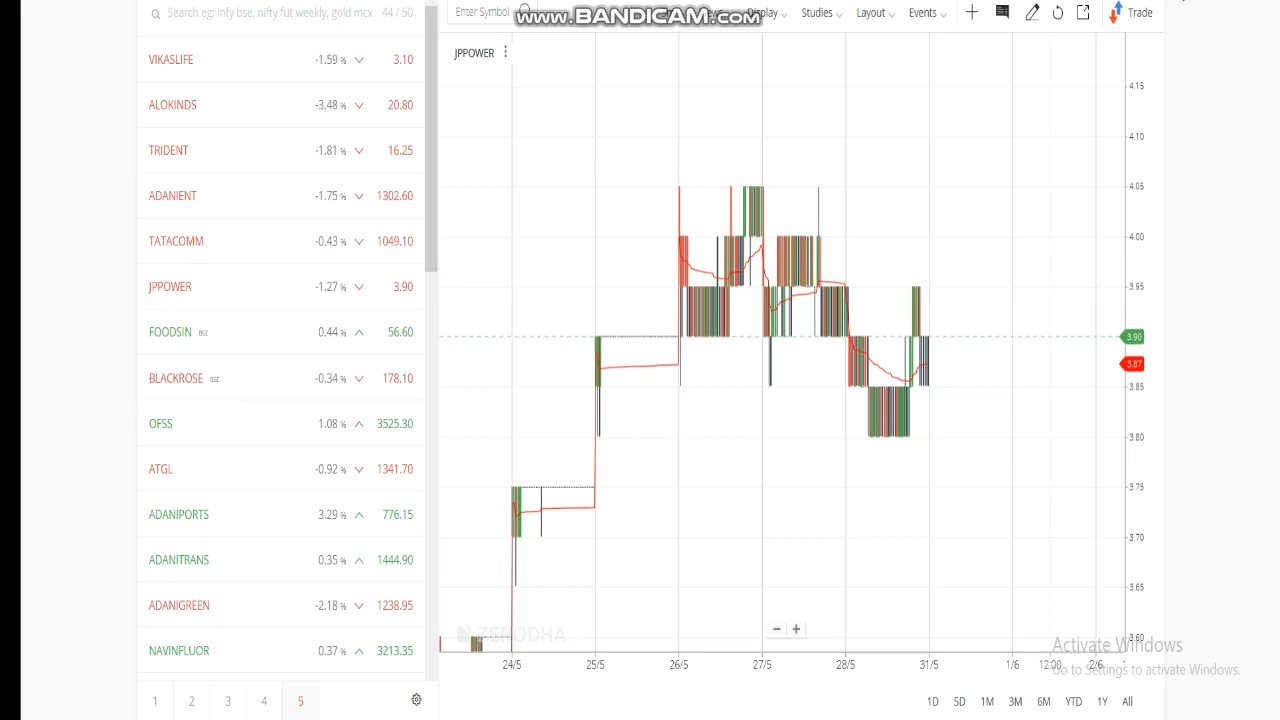 Search eg: infy bse, nifty fut weekly, gold mcx 44 / 50
VIKASLIFE -1.59 % 3.10
ALOKINDS -3.48 % 20.80
TRIDENT -1.81 % 16.25
ADANIENT -1.75 % 1302.60
TATACOMM -0.43 % 1049.10
JPPOWER -1.27 % 3.90
FOODSIN BSE 0.44 % 56.60
BLACKROSE BSE -0.34 % 178.10
OFSS 1.08 % 3525.30
ATGL -0.92 % 1341.70
ADANIPORTS 3.29 % 776.15
ADANITRANS 0.35 % 1444.90
ADANIGREEN -2.18 % 1238.95
NAVINFLUOR 0.37 % 3213.35
1 2 3 4 5
Enter Symbol Display Studies Layout Events Trade
www.BANDICAM.com
JPPOWER
4.15
4.10
4.05
4.00
3.95
3.90
3.87
3.85
3.80
3.75
3.70
3.65
3.60
ZERODHA
24/5 25/5 26/5 27/5 28/5 31/5 1/6 12:00 2/6
1D 5D 1M 3M 6M YTD 1Y All
Activate Windows
Go to Settings to activate Windows.